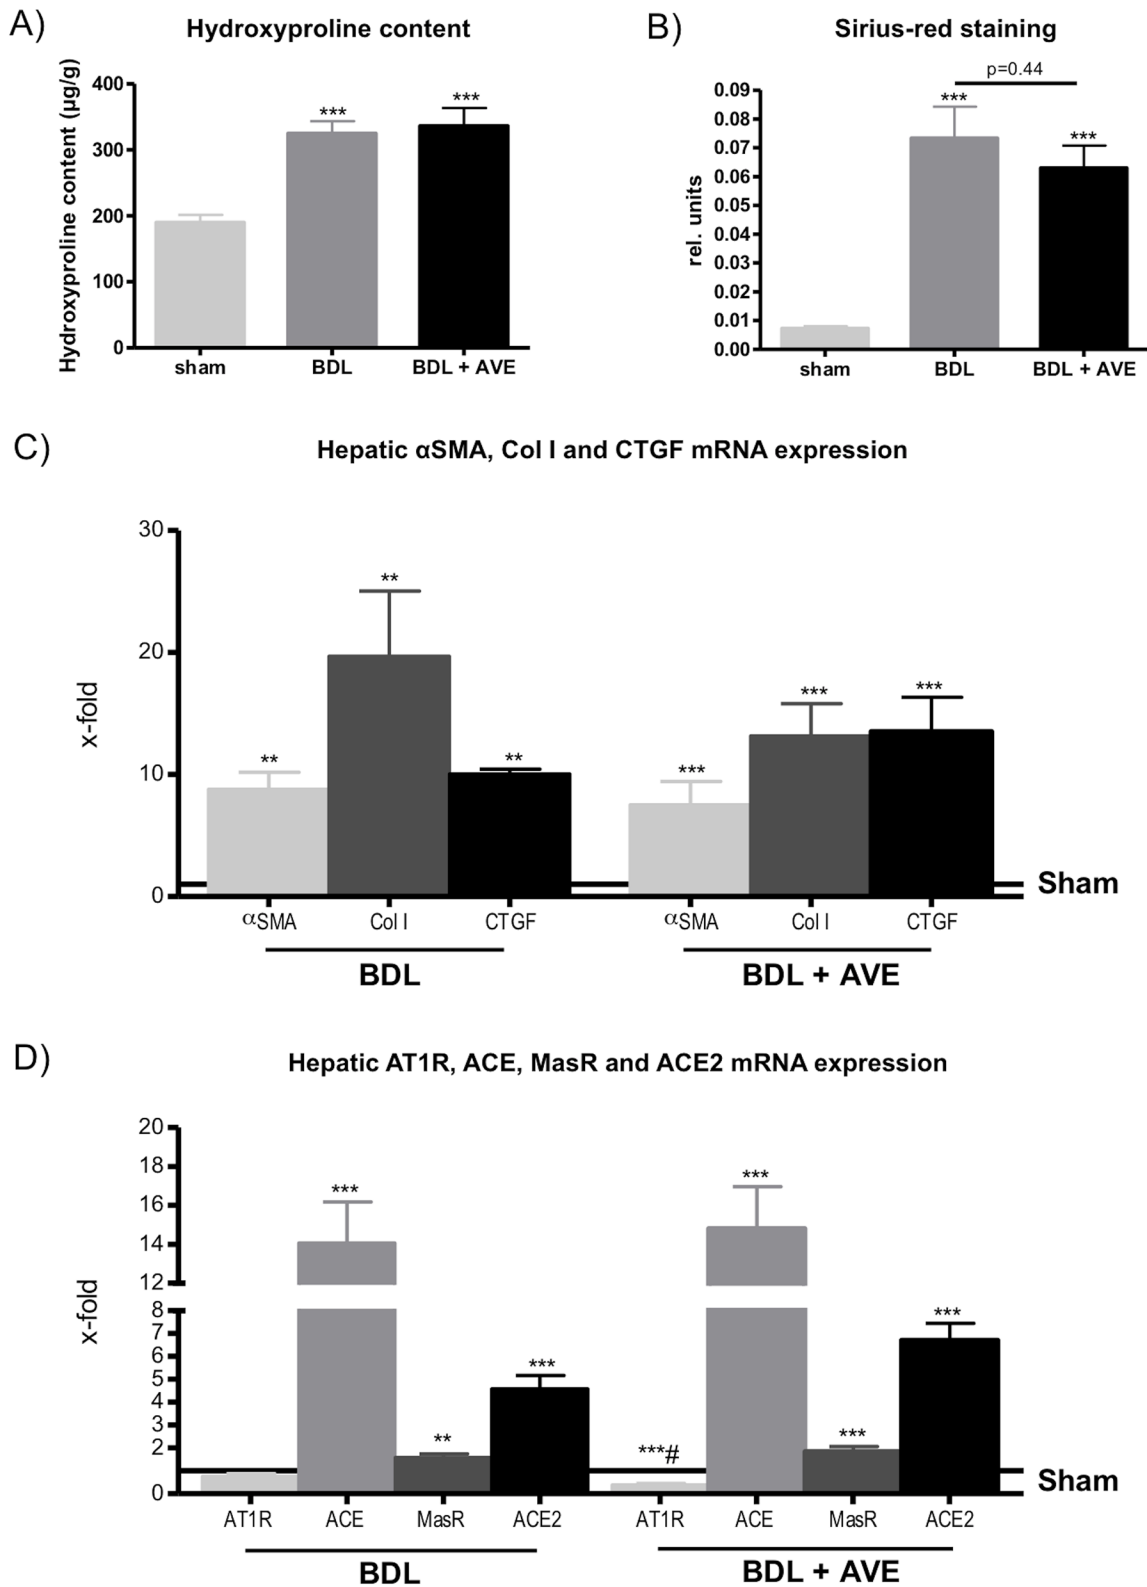 A)
Hydroxyproline content
Hydroxyproline content (µg/g)
400
300
200
100
0
***
***
sham
BDL
BDL + AVE
B)
Sirius-red staining
p=0.44
rel. units
0.09
0.08
0.07
0.06
0.05
0.04
0.03
0.02
0.01
0.00
***
***
sham
BDL
BDL + AVE
C)
Hepatic αSMA, Col I and CTGF mRNA expression
x-fold
30
20
10
0
**
**
**
***
***
***
Sham
αSMA
Col I
CTGF
αSMA
Col I
CTGF
BDL
BDL + AVE
D)
Hepatic AT1R, ACE, MasR and ACE2 mRNA expression
x-fold
20
18
16
14
12
8
7
6
5
4
3
2
0
***
**
***
***#
***
***
***
Sham
AT1R
ACE
MasR
ACE2
AT1R
ACE
MasR
ACE2
BDL
BDL + AVE